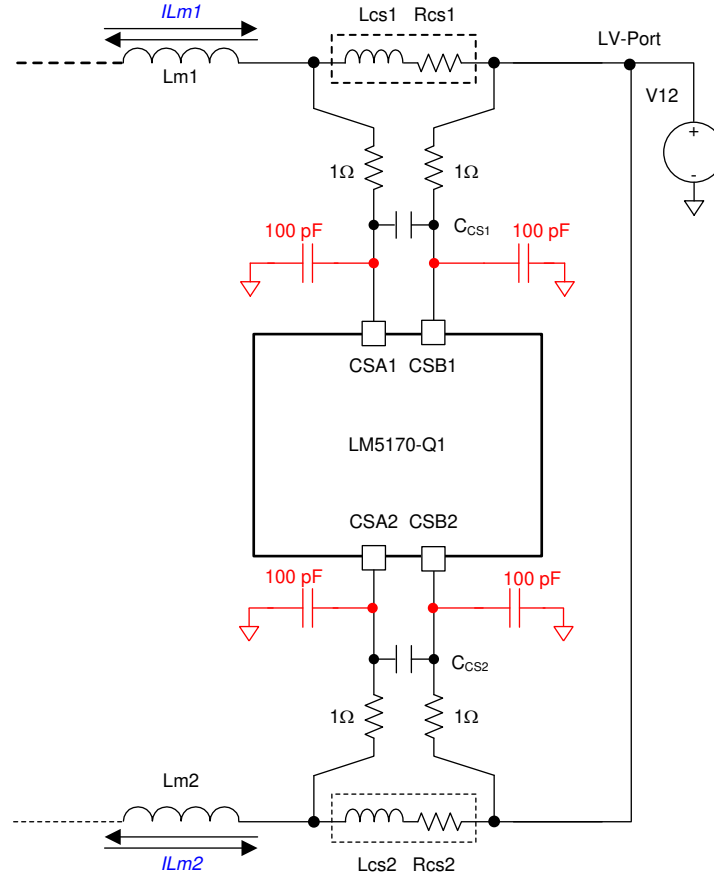 ILm1
Lcs1 Rcs1
LV-Port
Lm1
V12
+
-
1Ω 1Ω
CCS1
100 pF 100 pF
CSA1 CSB1
LM5170-Q1
CSA2 CSB2
100 pF 100 pF
CCS2
1Ω 1Ω
Lm2
ILm2
Lcs2 Rcs2